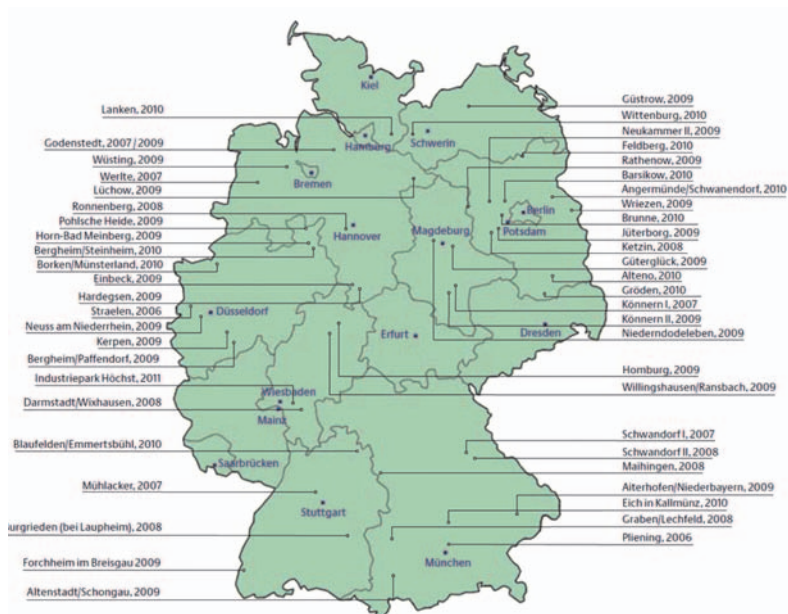 Kiel
Lanken, 2010
Godenstedt, 2007 / 2009
Wüsting, 2009
Werlte, 2007
Lüchow, 2009
Ronnenberg, 2008
Pohlsche Heide, 2009
Horn-Bad Meinberg, 2009
Bergheim/Steinheim, 2010
Borken/Münsterland, 2010
Einbeck, 2009
Hardegsen, 2009
Straelen, 2006
Neuss am Niederrhein, 2009
Kerpen, 2009
Bergheim/Paffendorf, 2009
Industriepark Höchst, 2011
Darmstadt/Wixhausen, 2008
Blaufelden/Emmertsbühl, 2010
Mühlacker, 2007
urgrieden (bei Laupheim), 2008
Forchheim im Breisgau 2009
Altenstadt/Schongau, 2009
Hamburg
Schwerin
Bremen
Hannover
Magdeburg
Berlin
Potsdam
Düsseldorf
Erfurt
Dresden
Wiesbaden
Mainz
Saarbrücken
Stuttgart
München
Güstrow, 2009
Wittenburg, 2010
Neukammer II, 2009
Feldberg, 2010
Rathenow, 2009
Barsikow, 2010
Angermünde/Schwanendorf, 2010
Wriezen, 2009
Brunne, 2010
Jüterborg, 2009
Ketzin, 2008
Güterglück, 2009
Alteno, 2010
Gröden, 2010
Könnern I, 2007
Könnern II, 2009
Niederndodeleben, 2009
Homburg, 2009
Willingshausen/Ransbach, 2009
Schwandorf I, 2007
Schwandorf II, 2008
Maihingen, 2008
Aiterhofen/Niederbayern, 2009
Eich in Kallmünz, 2010
Graben/Lechfeld, 2008
Pliening, 2006